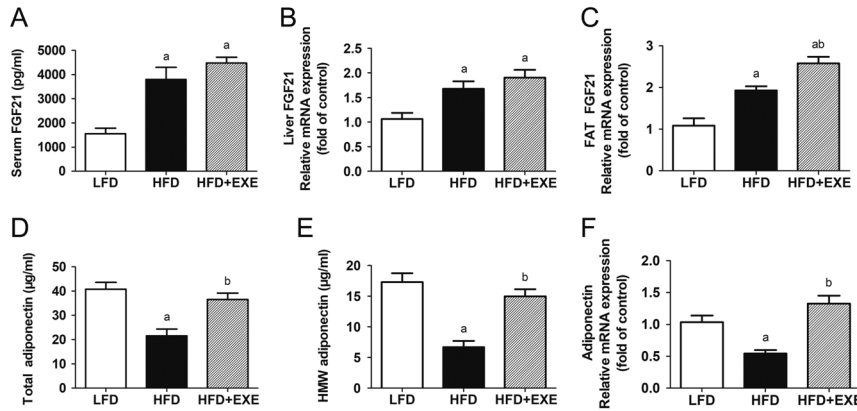 A
Serum FGF21 (pg/ml)
5000
4000
3000
2000
1000
0
a
a
LFD
HFD
HFD+EXE
B
Liver FGF21
Relative mRNA expression
(fold of control)
2.5
2.0
1.5
1.0
0.5
0.0
a
a
LFD
HFD
HFD+EXE
C
FAT FGF21
Relative mRNA expression
(fold of control)
3
2
1
0
a
ab
LFD
HFD
HFD+EXE
D
Total adiponectin (µg/ml)
50
40
30
20
10
0
a
b
LFD
HFD
HFD+EXE
E
HMW adiponectin (µg/ml)
20
15
10
5
0
a
b
LFD
HFD
HFD+EXE
F
Adiponectin
Relative mRNA expression
(fold of control)
2.0
1.5
1.0
0.5
0.0
a
b
LFD
HFD
HFD+EXE